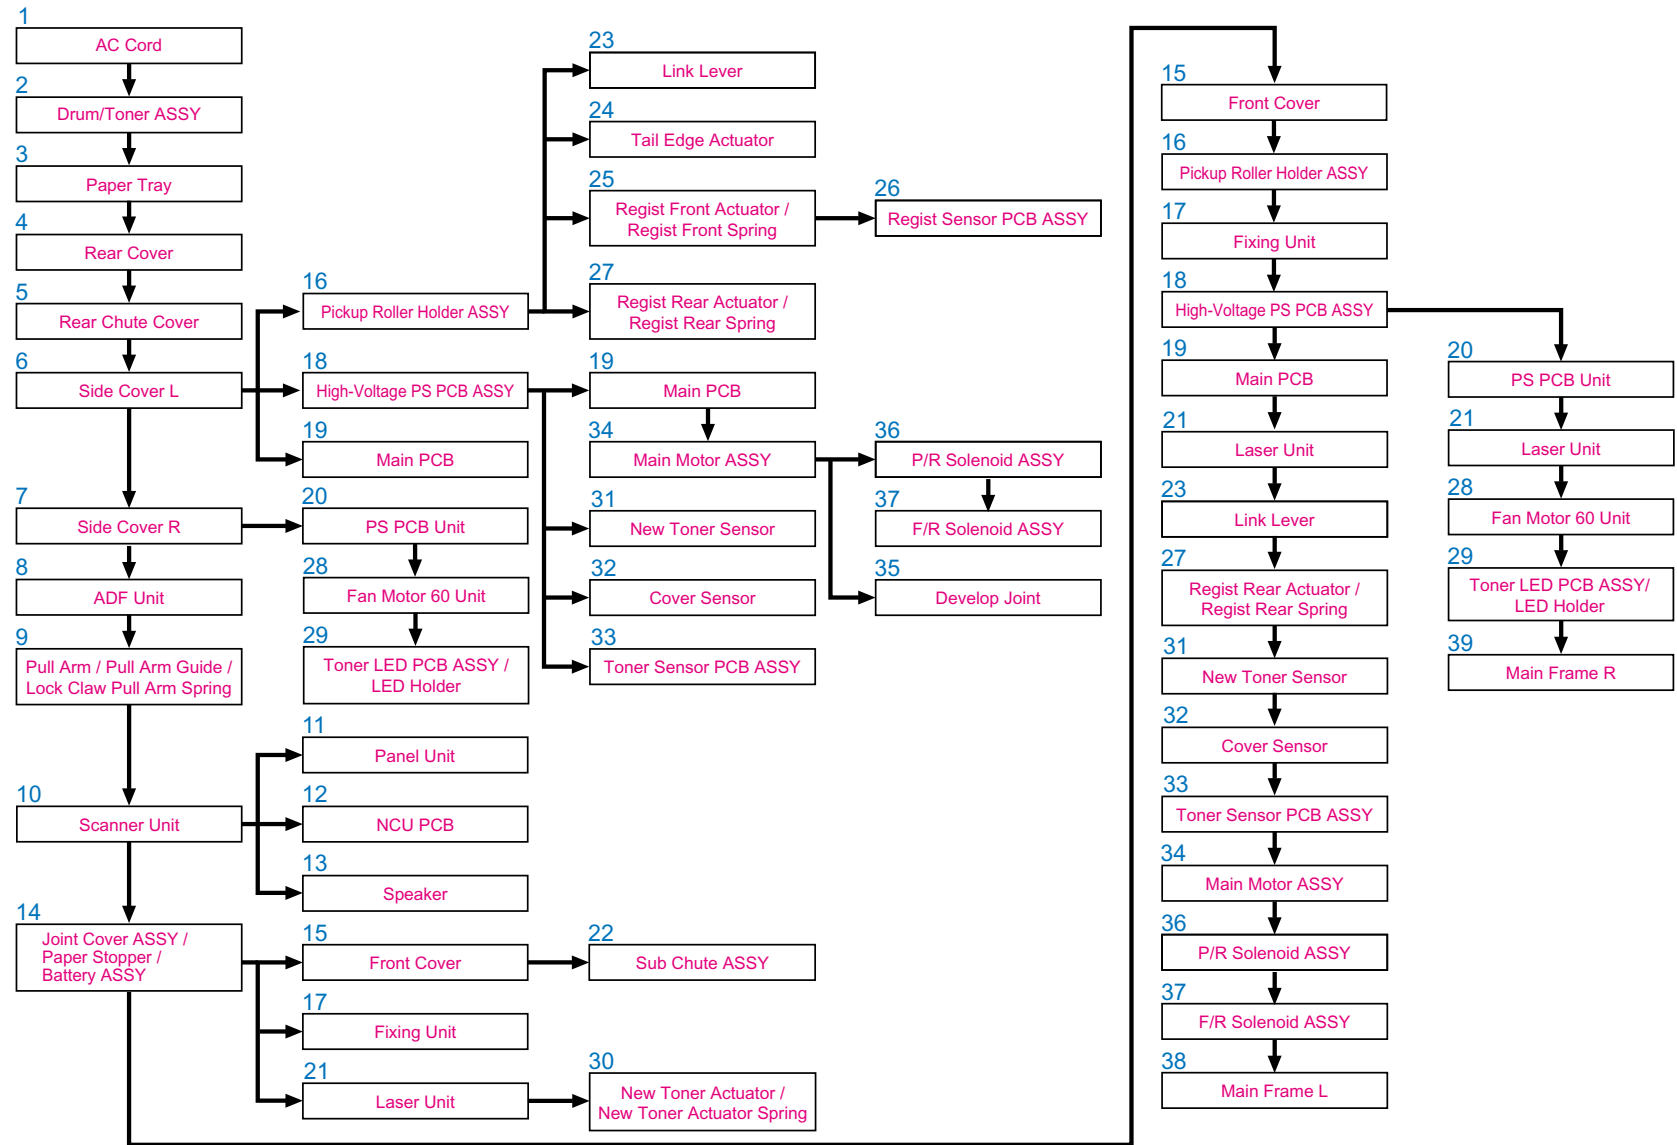 1
AC Cord
2
Drum/Toner ASSY
3
Paper Tray
4
Rear Cover
5
Rear Chute Cover
6
Side Cover L
7
Side Cover R
8
ADF Unit
9
Pull Arm / Pull Arm Guide /
Lock Claw Pull Arm Spring
10
Scanner Unit
14
Joint Cover ASSY /
Paper Stopper /
Battery ASSY
16
Pickup Roller Holder ASSY
18
High-Voltage PS PCB ASSY
19
Main PCB
20
PS PCB Unit
28
Fan Motor 60 Unit
29
Toner LED PCB ASSY /
LED Holder
11
Panel Unit
12
NCU PCB
13
Speaker
15
Front Cover
17
Fixing Unit
21
Laser Unit
23
Link Lever
24
Tail Edge Actuator
25
Regist Front Actuator /
Regist Front Spring
27
Regist Rear Actuator /
Regist Rear Spring
19
Main PCB
34
Main Motor ASSY
31
New Toner Sensor
32
Cover Sensor
33
Toner Sensor PCB ASSY
22
Sub Chute ASSY
30
New Toner Actuator /
New Toner Actuator Spring
26
Regist Sensor PCB ASSY
36
P/R Solenoid ASSY
37
F/R Solenoid ASSY
35
Develop Joint
15
Front Cover
16
Pickup Roller Holder ASSY
17
Fixing Unit
18
High-Voltage PS PCB ASSY
19
Main PCB
21
Laser Unit
23
Link Lever
27
Regist Rear Actuator /
Regist Rear Spring
31
New Toner Sensor
32
Cover Sensor
33
Toner Sensor PCB ASSY
34
Main Motor ASSY
36
P/R Solenoid ASSY
37
F/R Solenoid ASSY
38
Main Frame L
20
PS PCB Unit
21
Laser Unit
28
Fan Motor 60 Unit
29
Toner LED PCB ASSY/
LED Holder
39
Main Frame R